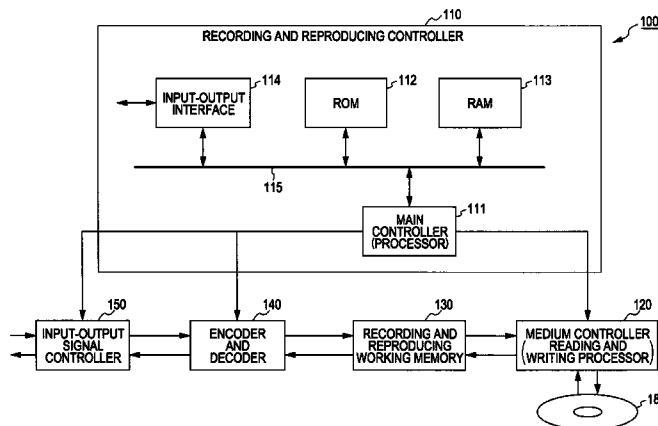 110
100
RECORDING AND REPRODUCING CONTROLLER
114
112
113
INPUT-OUTPUT
INTERFACE
ROM
RAM
115
111
MAIN
CONTROLLER
(PROCESSOR)
150
140
130
120
INPUT-OUTPUT
SIGNAL
CONTROLLER
ENCODER
AND
DECODER
RECORDING AND
REPRODUCING
WORKING MEMORY
MEDIUM CONTROLLER
(READING AND
WRITING PROCESSOR)
18